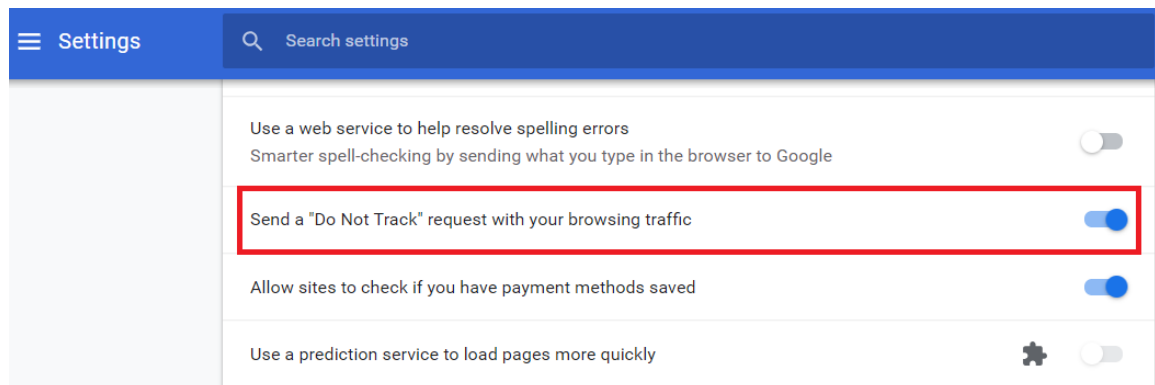 Settings
Search settings
Use a web service to help resolve spelling errors
Smarter spell-checking by sending what you type in the browser to Google
Send a "Do Not Track" request with your browsing traffic
Allow sites to check if you have payment methods saved
Use a prediction service to load pages more quickly